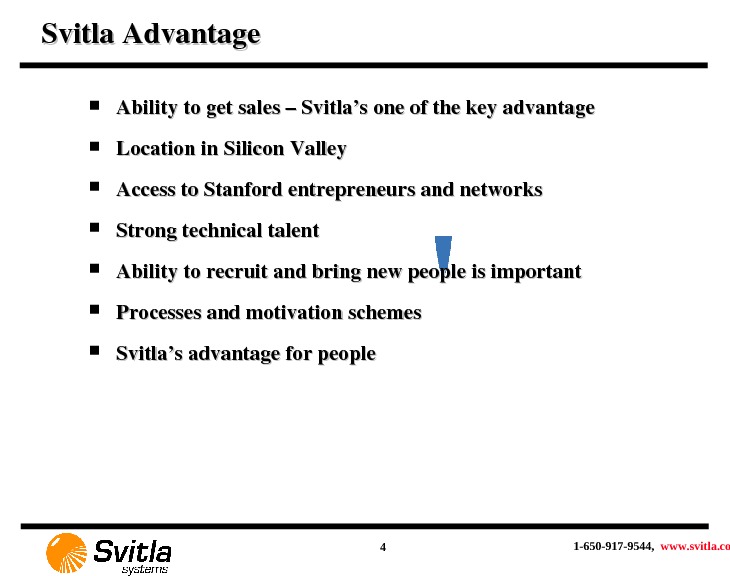 Svitla Advantage
Ability to get sales – Svitla’s one of the key advantage
Location in Silicon Valley
Access to Stanford entrepreneurs and networks
Strong technical talent
Ability to recruit and bring new people is important
Processes and motivation schemes
Svitla’s advantage for people
Svitla
systems
4
1-650-917-9544, www.svitla.co